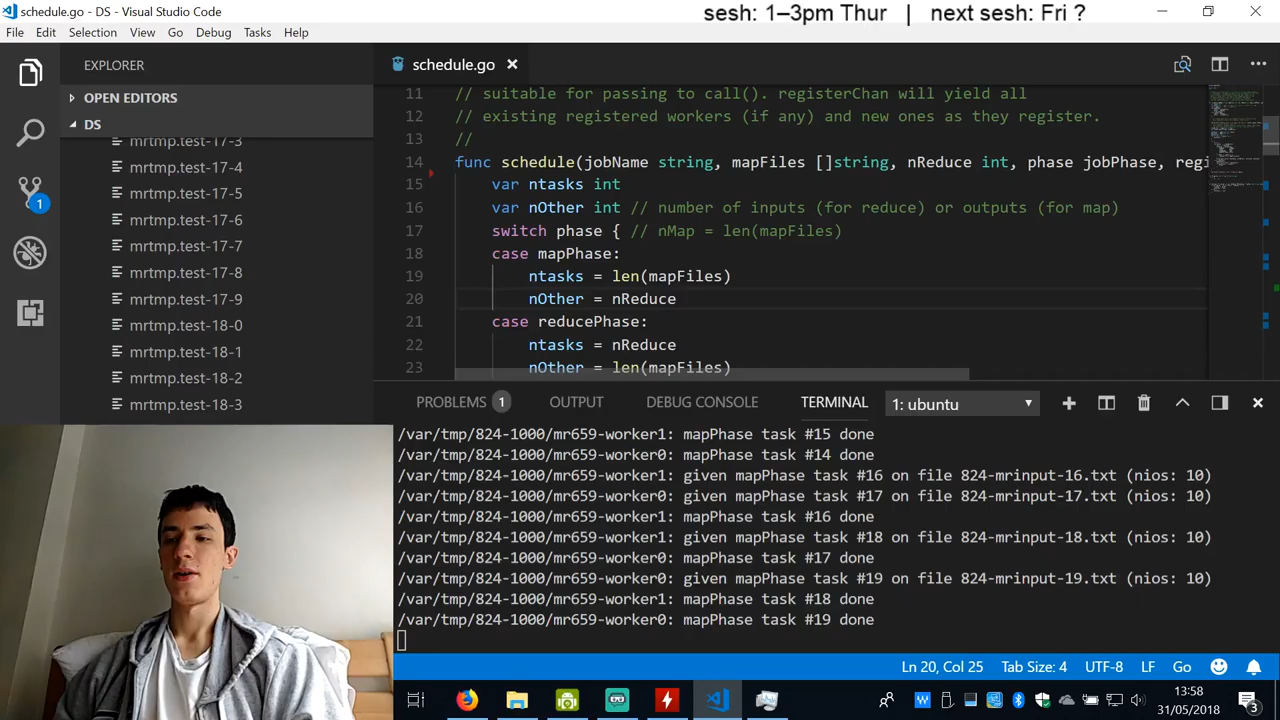 schedule.go - DS - Visual Studio Code
sesh: 1–3pm Thur | next sesh: Fri ?
File Edit Selection View Go Debug Tasks Help
EXPLORER
OPEN EDITORS
DS
mrtmp.test-17-3
mrtmp.test-17-4
mrtmp.test-17-5
mrtmp.test-17-6
mrtmp.test-17-7
mrtmp.test-17-8
mrtmp.test-17-9
mrtmp.test-18-0
mrtmp.test-18-1
mrtmp.test-18-2
mrtmp.test-18-3
1
schedule.go
11 // suitable for passing to call(). registerChan will yield all
12 // existing registered workers (if any) and new ones as they register.
13 //
14 func schedule(jobName string, mapFiles []string, nReduce int, phase jobPhase, regi
15 var ntasks int
16 var nOther int // number of inputs (for reduce) or outputs (for map)
17 switch phase { // nMap = len(mapFiles)
18 case mapPhase:
19 ntasks = len(mapFiles)
20 nOther = nReduce
21 case reducePhase:
22 ntasks = nReduce
23 nOther = len(mapFiles)
PROBLEMS 1 OUTPUT DEBUG CONSOLE TERMINAL 1: ubuntu
/var/tmp/824-1000/mr659-worker1: mapPhase task #15 done
/var/tmp/824-1000/mr659-worker0: mapPhase task #14 done
/var/tmp/824-1000/mr659-worker1: given mapPhase task #16 on file 824-mrinput-16.txt (nios: 10)
/var/tmp/824-1000/mr659-worker0: given mapPhase task #17 on file 824-mrinput-17.txt (nios: 10)
/var/tmp/824-1000/mr659-worker1: mapPhase task #16 done
/var/tmp/824-1000/mr659-worker1: given mapPhase task #18 on file 824-mrinput-18.txt (nios: 10)
/var/tmp/824-1000/mr659-worker0: mapPhase task #17 done
/var/tmp/824-1000/mr659-worker0: given mapPhase task #19 on file 824-mrinput-19.txt (nios: 10)
/var/tmp/824-1000/mr659-worker1: mapPhase task #18 done
/var/tmp/824-1000/mr659-worker0: mapPhase task #19 done
Ln 20, Col 25 Tab Size: 4 UTF-8 LF Go
13:58
31/05/2018
3